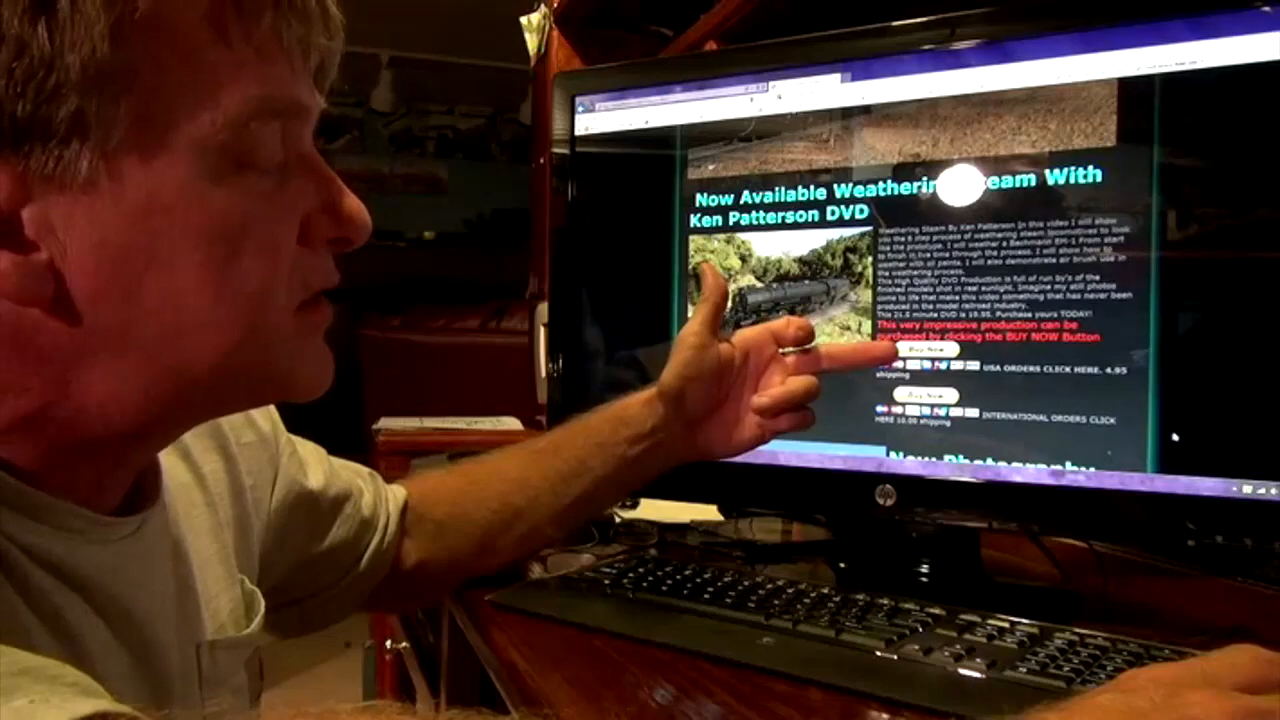 Now Available Weatherin eam With
Ken Patterson DVD
Weathering Steam By Ken Patterson In this video I will show
you the 8 step process of weathering steam locomotives to look
like the prototype. I will weather a Bachmann EM-1 From start
to finish in live time through the process. I will show how to
weather with oil paints. I will also demonstrate air brush use in
the weathering process.
This High Quality DVD Production is full of run by's of the
finished models shot in real sunlight. Imagine my still photos
come to life that make this video something that has never been
produced in the model railroad industry.
This minute DVD is 19.95. Purchase yours TODAY!
This very impressive production can be
purchased by clicking the BUY NOW Button
Buy Now
USA ORDERS CLICK HERE. 4.95
shipping
Buy Now
INTERNATIONAL ORDERS CLICK
HERE 10.00 shipping
New Photography
hp